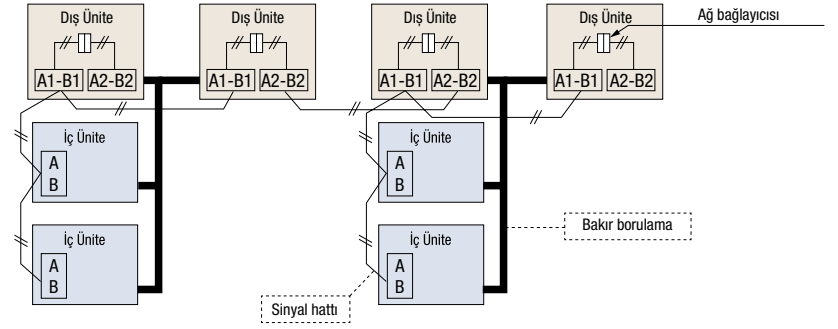 Dış Ünite
Dış Ünite
Dış Ünite
Dış Ünite
Ağ bağlayıcısı
A1-B1 A2-B2
A1-B1 A2-B2
A1-B1 A2-B2
A1-B1 A2-B2
İç Ünite
A
B
İç Ünite
A
B
İç Ünite
A
B
İç Ünite
A
B
Bakır borulama
Sinyal hattı